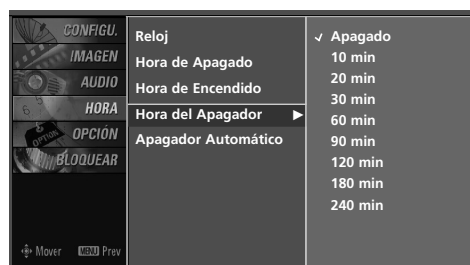 CONFIGU.
IMAGEN
AUDIO
HORA
OPCIÓN
BLOQUEAR
Mover MENU Prev
Reloj
Hora de Apagado
Hora de Encendido
Hora del Apagador ▶
Apagador Automático
✓ Apagado
10 min
20 min
30 min
60 min
90 min
120 min
180 min
240 min